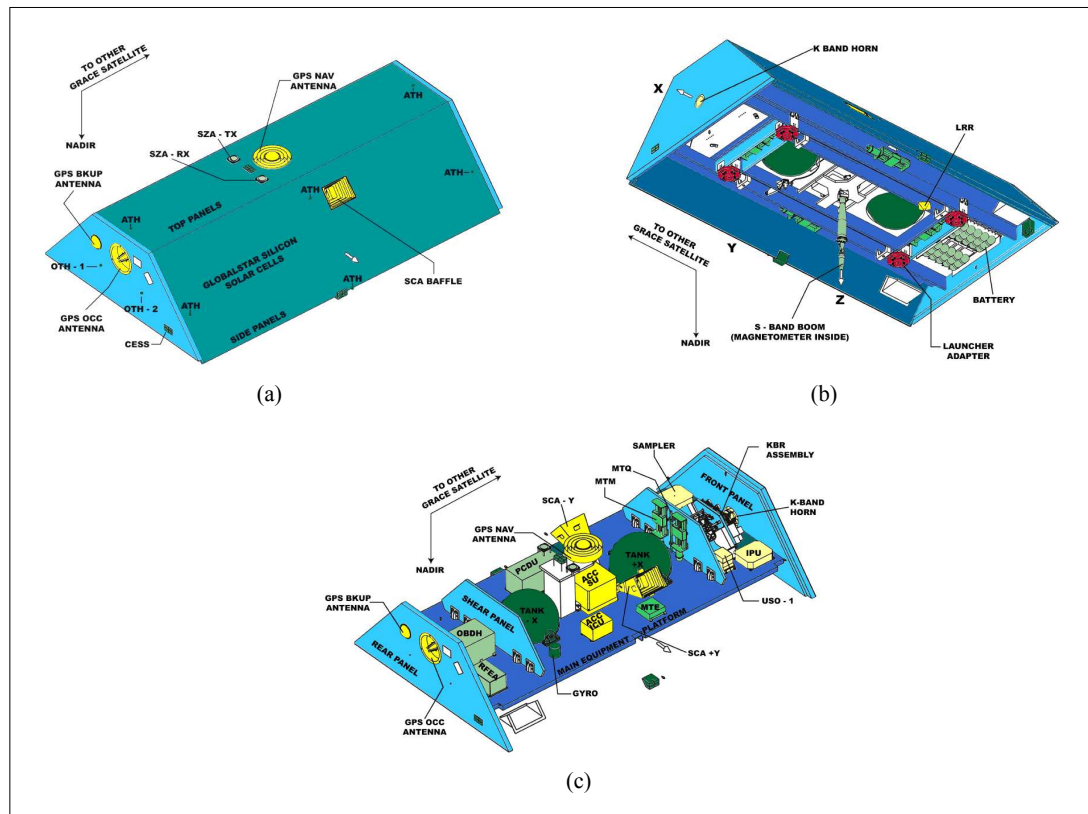 TO OTHER
GRACE SATELLITE
NADIR
GPS NAV
ANTENNA
SZA - TX
SZA - RX
GPS BKUP
ANTENNA
ATH
ATH
ATH
ATH
ATH
ATH
TOP PANELS
GLOBALSTAR SILICON
SOLAR CELLS
SIDE PANELS
SCA BAFFLE
OTH - 1
OTH - 2
GPS OCC
ANTENNA
CESS
(a)
K BAND HORN
X
LRR
TO OTHER
GRACE SATELLITE
Y
Z
NADIR
S - BAND BOOM
(MAGNETOMETER INSIDE)
BATTERY
LAUNCHER
ADAPTER
(b)
TO OTHER
GRACE SATELLITE
NADIR
SAMPLER
MTQ
MTM
KBR
ASSEMBLY
FRONT PANEL
K-BAND
HORN
SCA - Y
GPS NAV
ANTENNA
PCDU
ACC
SU
TANK
+X
IPU
USO - 1
MTE
GPS BKUP
ANTENNA
SHEAR PANEL
TANK
- X
ACC
ICU
OBDH
RFEA
REAR PANEL
MAIN EQUIPMENT PLATFORM
SCA +Y
GYRO
GPS OCC
ANTENNA
(c)